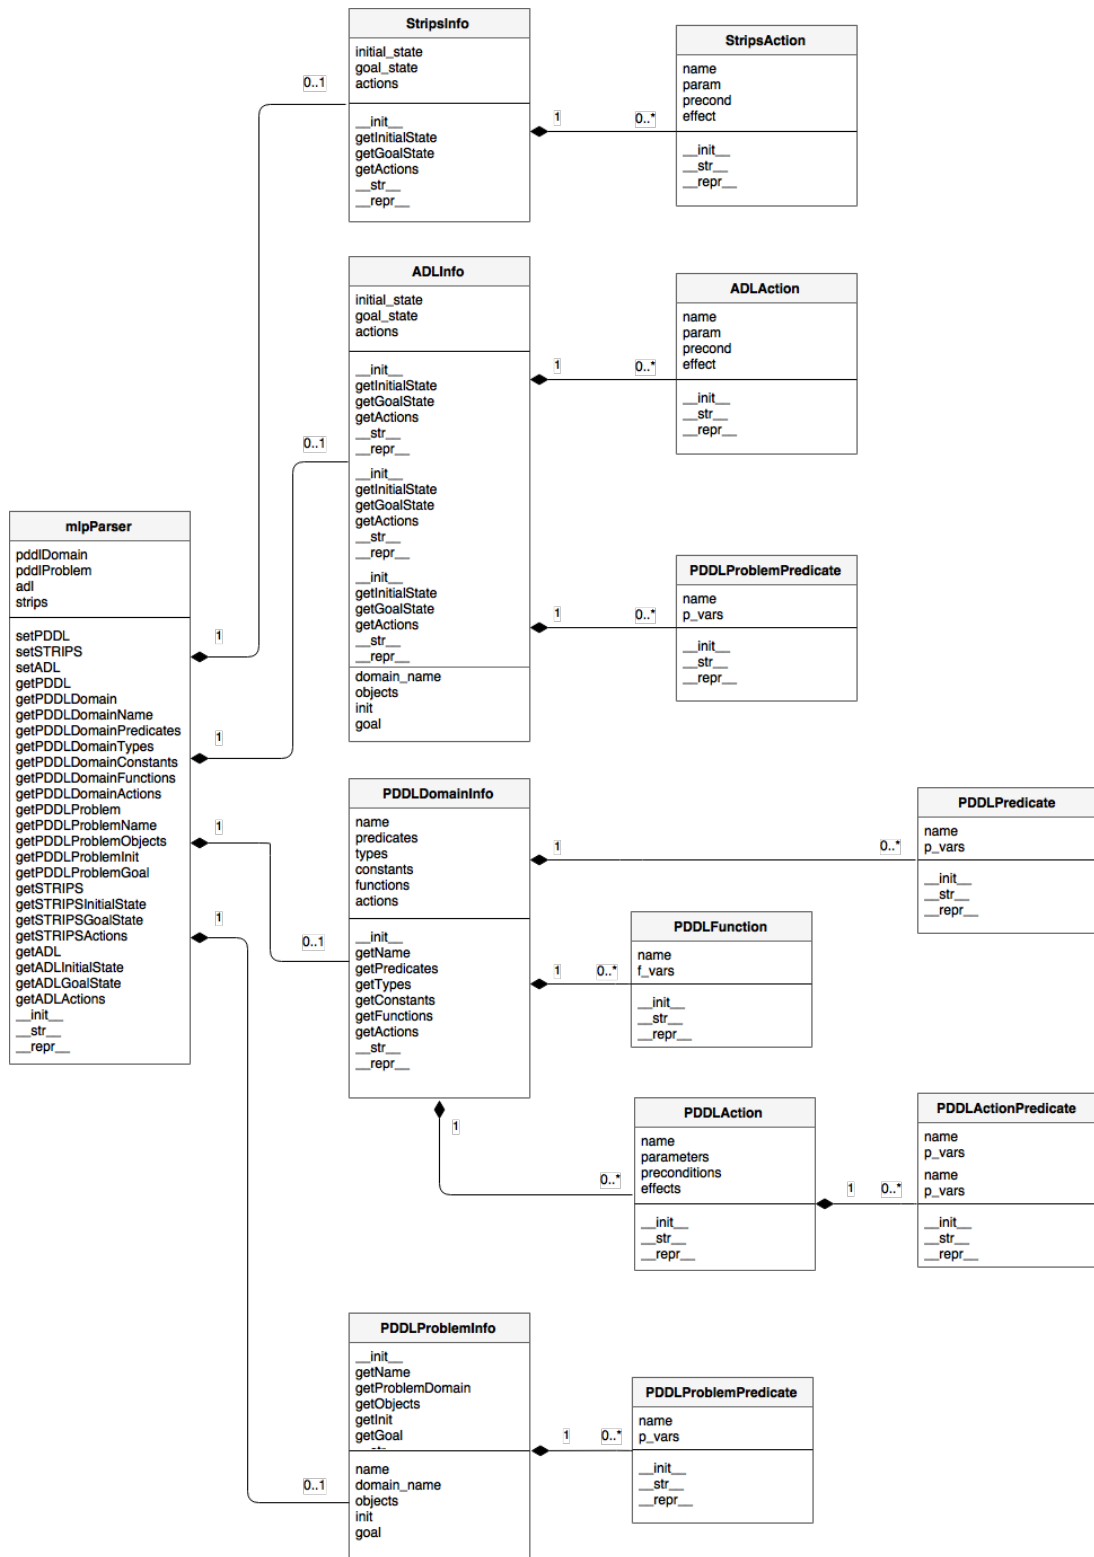 StripsInfo
initial_state
goal_state
actions
__init__
getInitialState
getGoalState
getActions
__str__
__repr__
0..1
1
0..*
StripsAction
name
param
precond
effect
__init__
__str__
__repr__
ADLInfo
initial_state
goal_state
actions
__init__
getInitialState
getGoalState
getActions
__str__
__repr__
__init__
getInitialState
getGoalState
getActions
__str__
__repr__
__init__
getInitialState
getGoalState
getActions
__str__
__repr__
domain_name
objects
init
goal
0..1
1
0..*
ADLAction
name
param
precond
effect
__init__
__str__
__repr__
1
0..*
PDDLProblemPredicate
name
p_vars
__init__
__str__
__repr__
mlpParser
pddlDomain
pddlProblem
adl
strips
setPDDL
setSTRIPS
setADL
getPDDL
getPDDLDomain
getPDDLDomainName
getPDDLDomainPredicates
getPDDLDomainTypes
getPDDLDomainConstants
getPDDLDomainFunctions
getPDDLDomainActions
getPDDLProblem
getPDDLProblemName
getPDDLProblemObjects
getPDDLProblemInit
getPDDLProblemGoal
getSTRIPS
getSTRIPSInitialState
getSTRIPSGoalState
getSTRIPSActions
getADL
getADLInitialState
getADLGoalState
getADLActions
__init__
__str__
__repr__
1
1
1
1
PDDLDomainInfo
name
predicates
types
constants
functions
actions
__init__
getName
getPredicates
getTypes
getConstants
getFunctions
getActions
__str__
__repr__
0..1
1
0..*
PDDLPredicate
name
p_vars
__init__
__str__
__repr__
1
0..*
PDDLFunction
name
f_vars
__init__
__str__
__repr__
1
0..*
PDDLAction
name
parameters
preconditions
effects
__init__
__str__
__repr__
1
0..*
PDDLActionPredicate
name
p_vars
name
p_vars
__init__
__str__
__repr__
PDDLProblemInfo
__init__
getName
getProblemDomain
getObjects
getInit
getGoal
__str__
name
domain_name
objects
init
goal
0..1
1
0..*
PDDLProblemPredicate
name
p_vars
__init__
__str__
__repr__